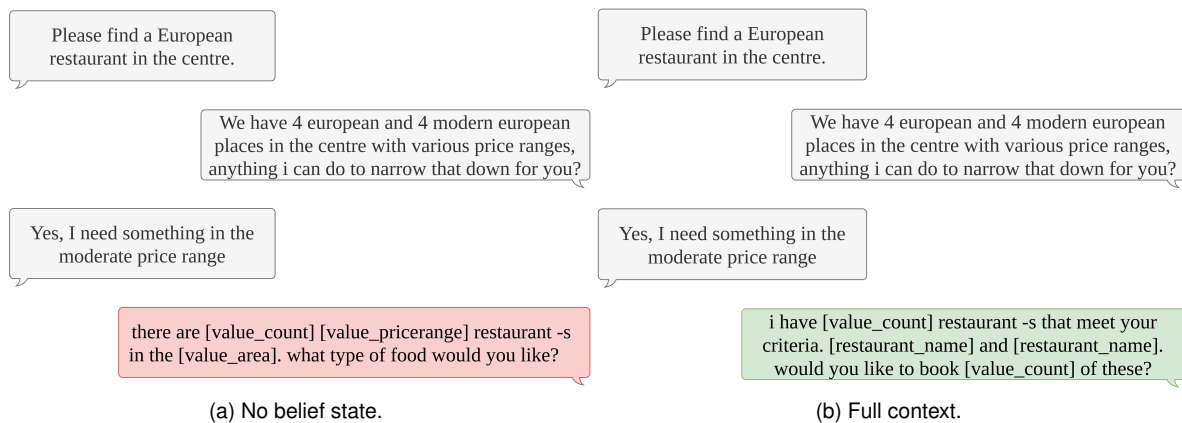 Please find a European
restaurant in the centre.
We have 4 european and 4 modern european
places in the centre with various price ranges,
anything i can do to narrow that down for you?
Yes, I need something in the
moderate price range
there are [value_count] [value_pricerange] restaurant -s
in the [value_area]. what type of food would you like?
(a) No belief state.
Please find a European
restaurant in the centre.
We have 4 european and 4 modern european
places in the centre with various price ranges,
anything i can do to narrow that down for you?
Yes, I need something in the
moderate price range
i have [value_count] restaurant -s that meet your
criteria. [restaurant_name] and [restaurant_name].
would you like to book [value_count] of these?
(b) Full context.